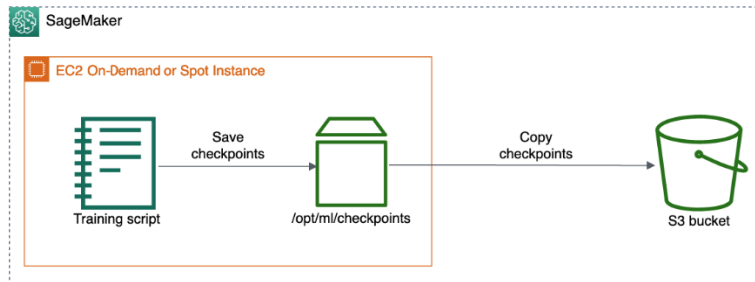 SageMaker
EC2 On-Demand or Spot Instance
Save
checkpoints
Copy
checkpoints
Training script
/opt/ml/checkpoints
S3 bucket